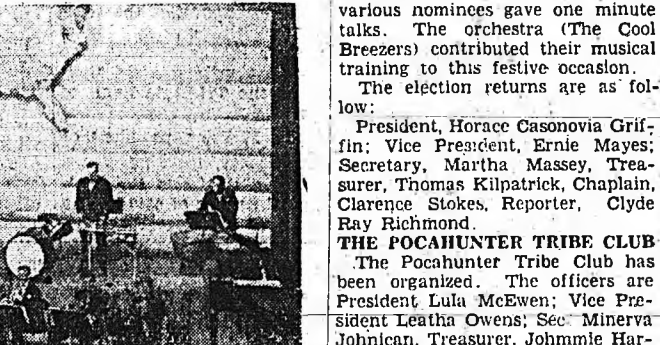 various nominees gave one minute
talks. The orchestra (The Cool
Breezers) contributed their musical
training to this festive occasion.
The election returns are as fol-
low:
President, Horace Casonovia Grif-
fin; Vice President, Ernie Mayes;
Secretary, Martha Massey, Trea-
surer, Thomas Kilpatrick, Chaplain,
Clarence Stokes, Reporter, Clyde
Ray Richmond.
THE POCAHUNTER TRIBE CLUB
.The Pocahunter Tribe Club has
been organized. The officers are
President Lula McEwen; Vice Pre-
sident Leatha Owens; Sec. Minerva
Johnican, Treasurer, Johmmie Har-